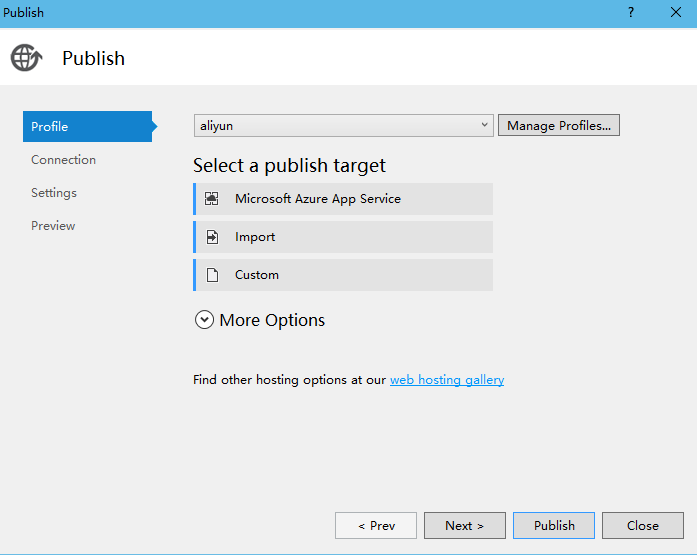 Publish
?
Publish
Profile
Connection
Settings
Preview
aliyun
Manage Profiles...
Select a publish target
Microsoft Azure App Service
Import
Custom
More Options
Find other hosting options at our web hosting gallery
< Prev
Next >
Publish
Close